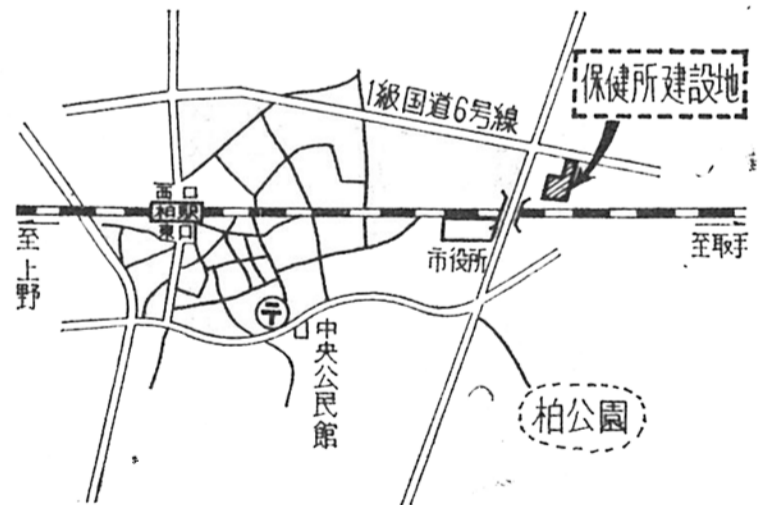 保健所建設地
1級国道6号線
西口
柏駅
東口
至上野
市役所
至取手
〒
中央公民館
柏公園